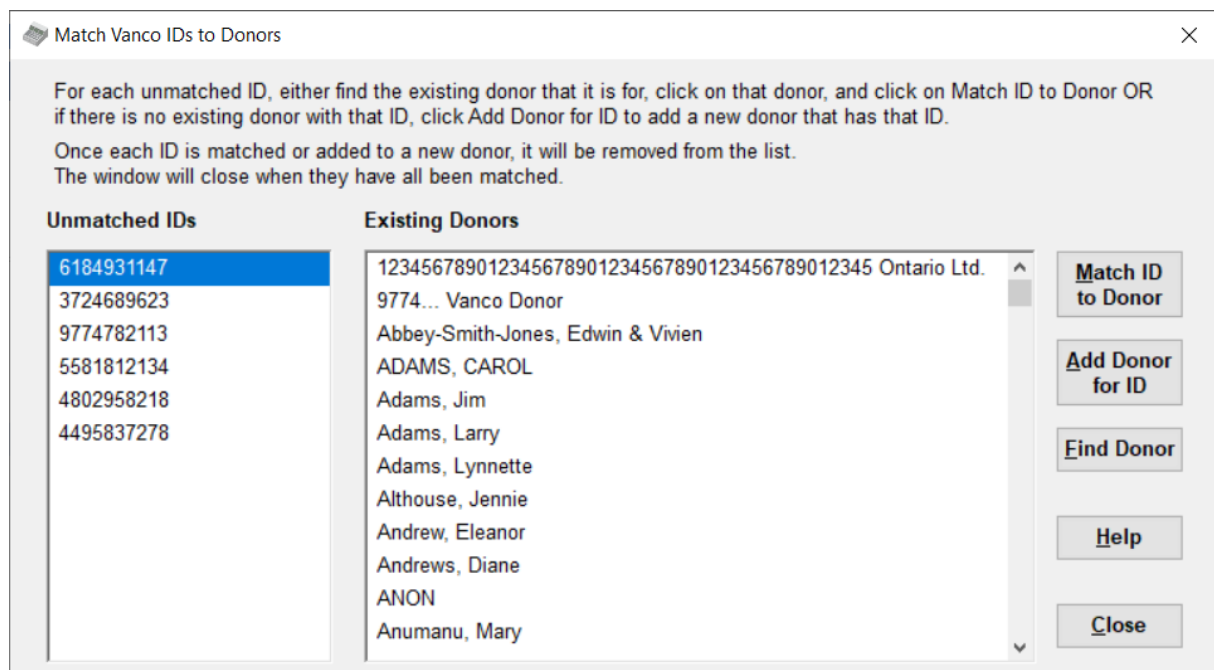 Match Vanco IDs to Donors
For each unmatched ID, either find the existing donor that it is for, click on that donor, and click on Match ID to Donor OR
if there is no existing donor with that ID, click Add Donor for ID to add a new donor that has that ID.
Once each ID is matched or added to a new donor, it will be removed from the list.
The window will close when they have all been matched.
Unmatched IDs
6184931147
3724689623
9774782113
5581812134
4802958218
4495837278
Existing Donors
123456789012345678901234567890123456789012345 Ontario Ltd.
9774... Vanco Donor
Abbey-Smith-Jones, Edwin & Vivien
ADAMS, CAROL
Adams, Jim
Adams, Larry
Adams, Lynnette
Althouse, Jennie
Andrew, Eleanor
Andrews, Diane
ANON
Anumanu, Mary
Match ID
to Donor
Add Donor
for ID
Find Donor
Help
Close